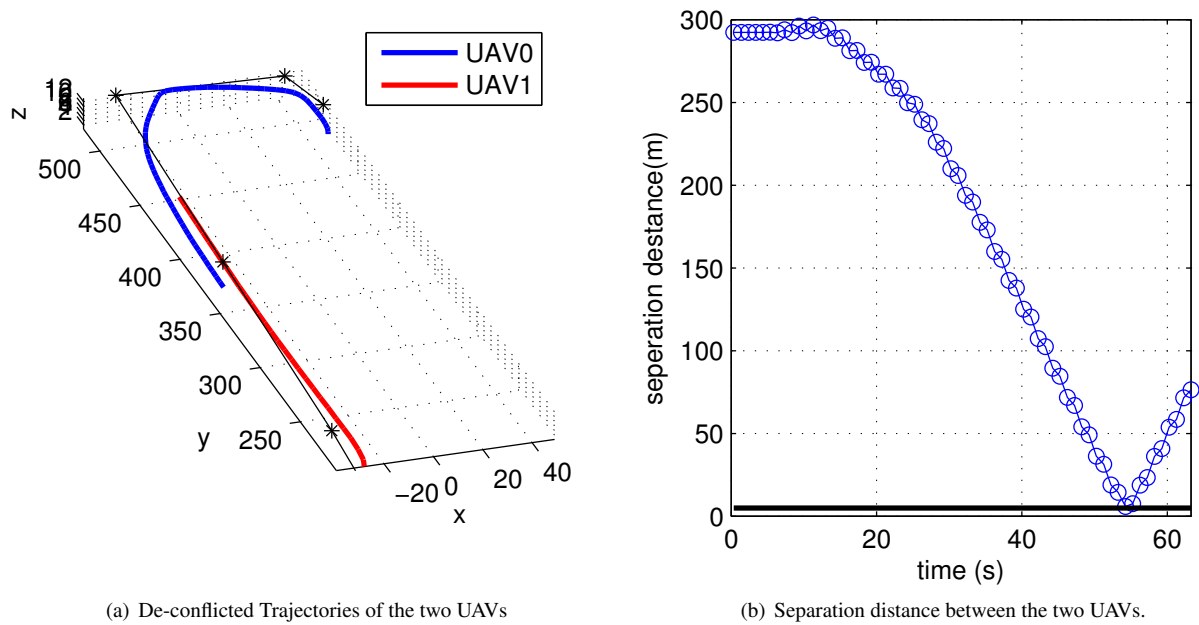 UAV0
UAV1
z
2
500
450
400
350
300
250
y
−20
0
20
40
x
300
250
200
150
100
50
0
seperation destance(m)
0
20
40
60
time (s)
(a) De-conflicted Trajectories of the two UAVs
(b) Separation distance between the two UAVs.